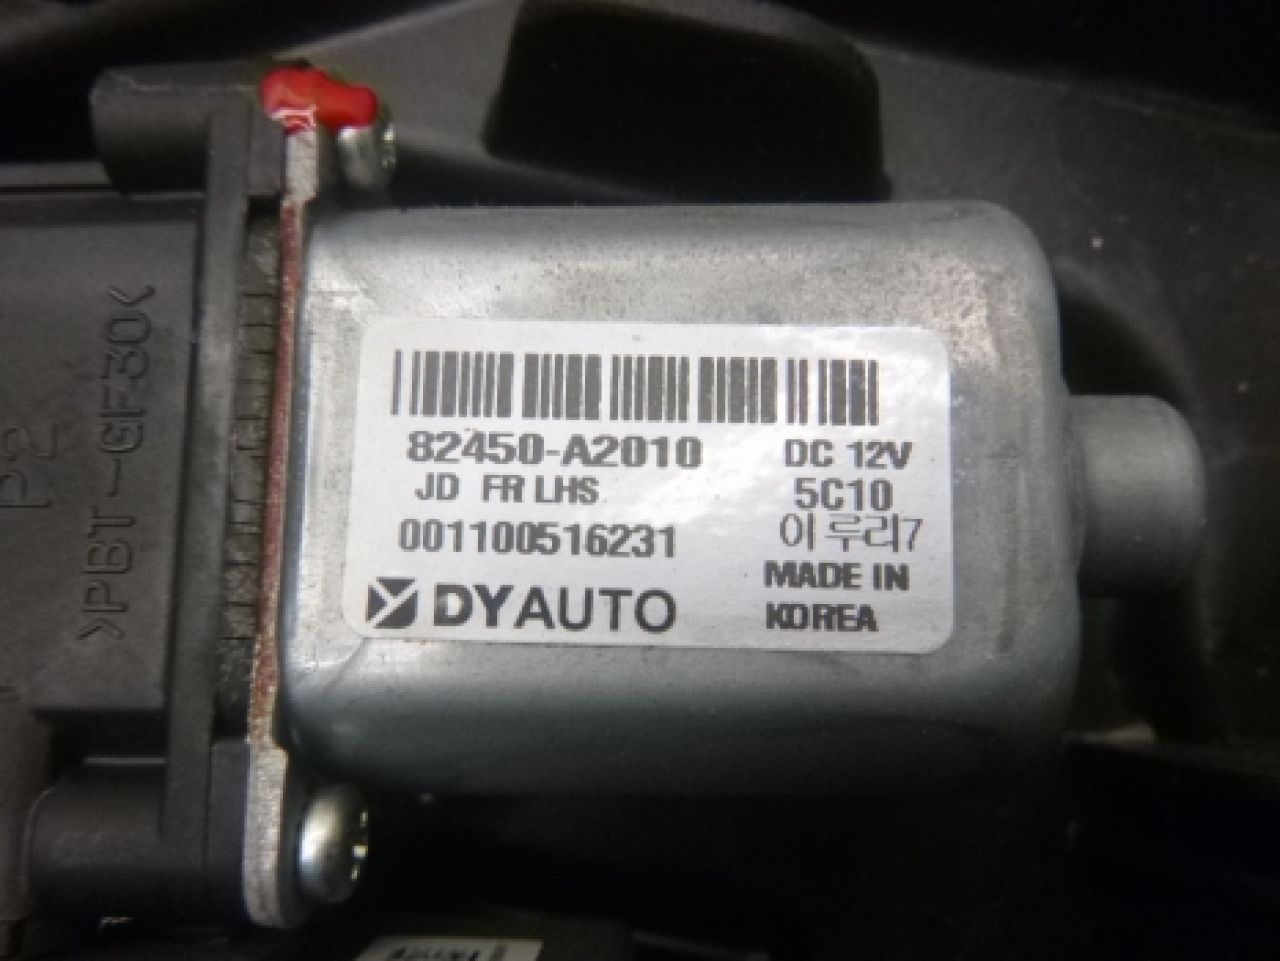 82450-A2010
DC 12V
JD FR LHS
5C10
001100516231
이루리7
DYAUTO
MADE IN
KOREA
>PBT-GF30<
P2